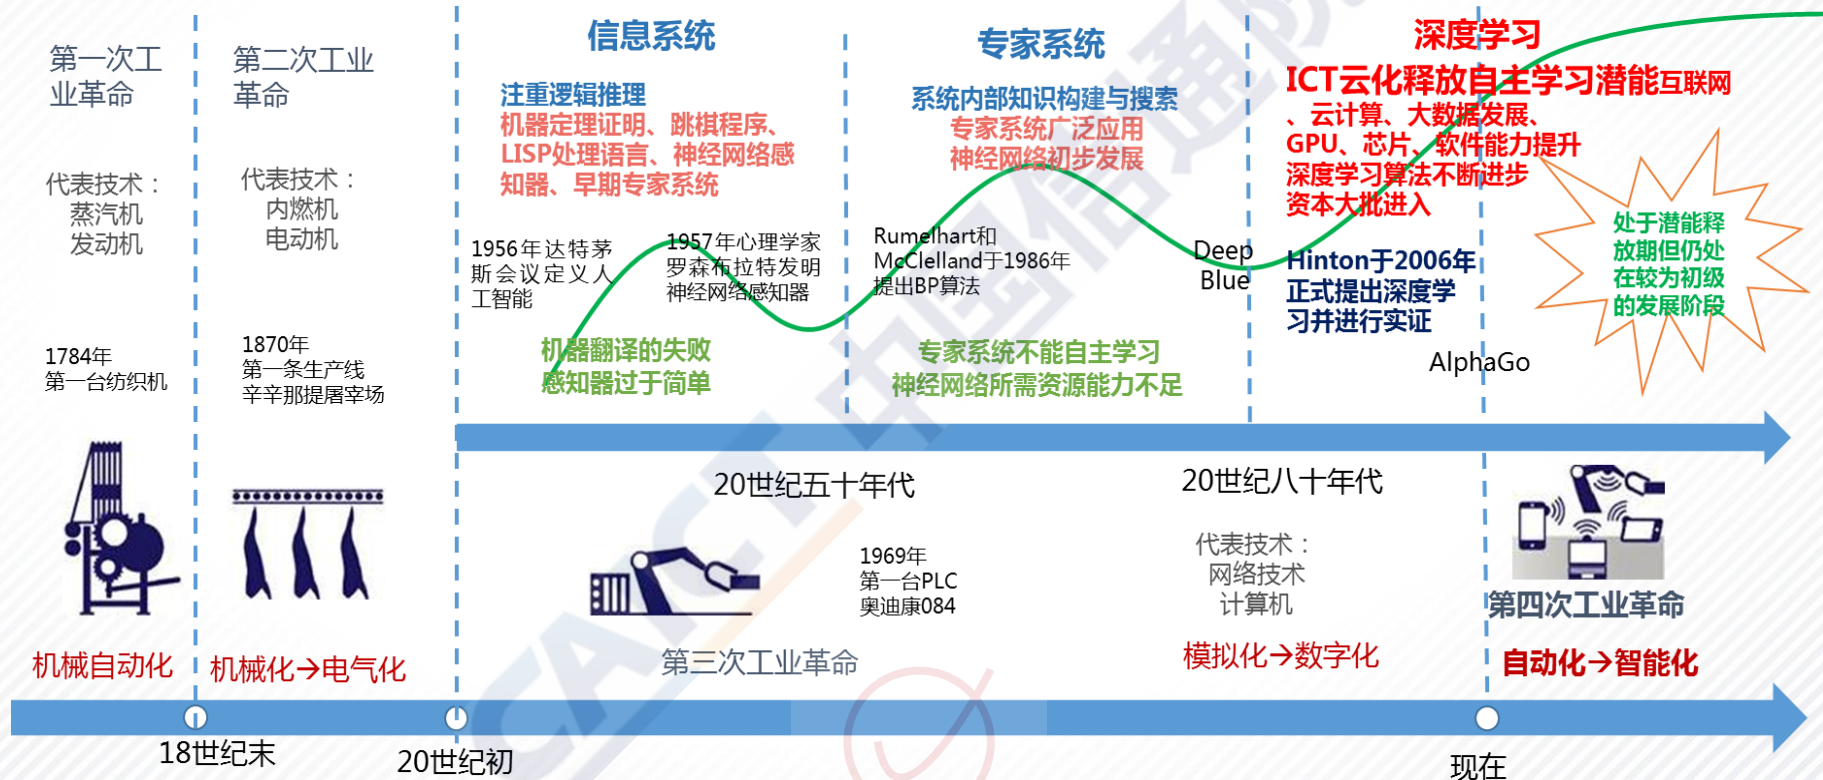 第一次工
业革命
代表技术：
蒸汽机
发动机
1784年
第一台纺织机
机械自动化
第二次工业
革命
代表技术：
内燃机
电动机
1870年
第一条生产线
辛辛那提屠宰场
机械化→电气化
信息系统
注重逻辑推理
机器定理证明、跳棋程序、
LISP处理语言、神经网络感
知器、早期专家系统
1956年达特茅
斯会议定义人
工智能
1957年心理学家
罗森布拉特发明
神经网络感知器
机器翻译的失败
感知器过于简单
专家系统
系统内部知识构建与搜索
专家系统广泛应用
神经网络初步发展
Rumelhart和
McClelland于1986年
提出BP算法
Deep
Blue
专家系统不能自主学习
神经网络所需资源能力不足
深度学习
ICT云化释放自主学习潜能互联网
、云计算、大数据发展、
GPU、芯片、软件能力提升
深度学习算法不断进步
资本大批进入
Hinton于2006年
正式提出深度学
习并进行实证
AlphaGo
处于潜能释
放期但仍处
在较为初级
的发展阶段
20世纪五十年代
20世纪八十年代
1969年
第一台PLC
奥迪康084
代表技术：
网络技术
计算机
第三次工业革命
模拟化→数字化
第四次工业革命
自动化→智能化
18世纪末
20世纪初
现在
CAICT 中国信通院